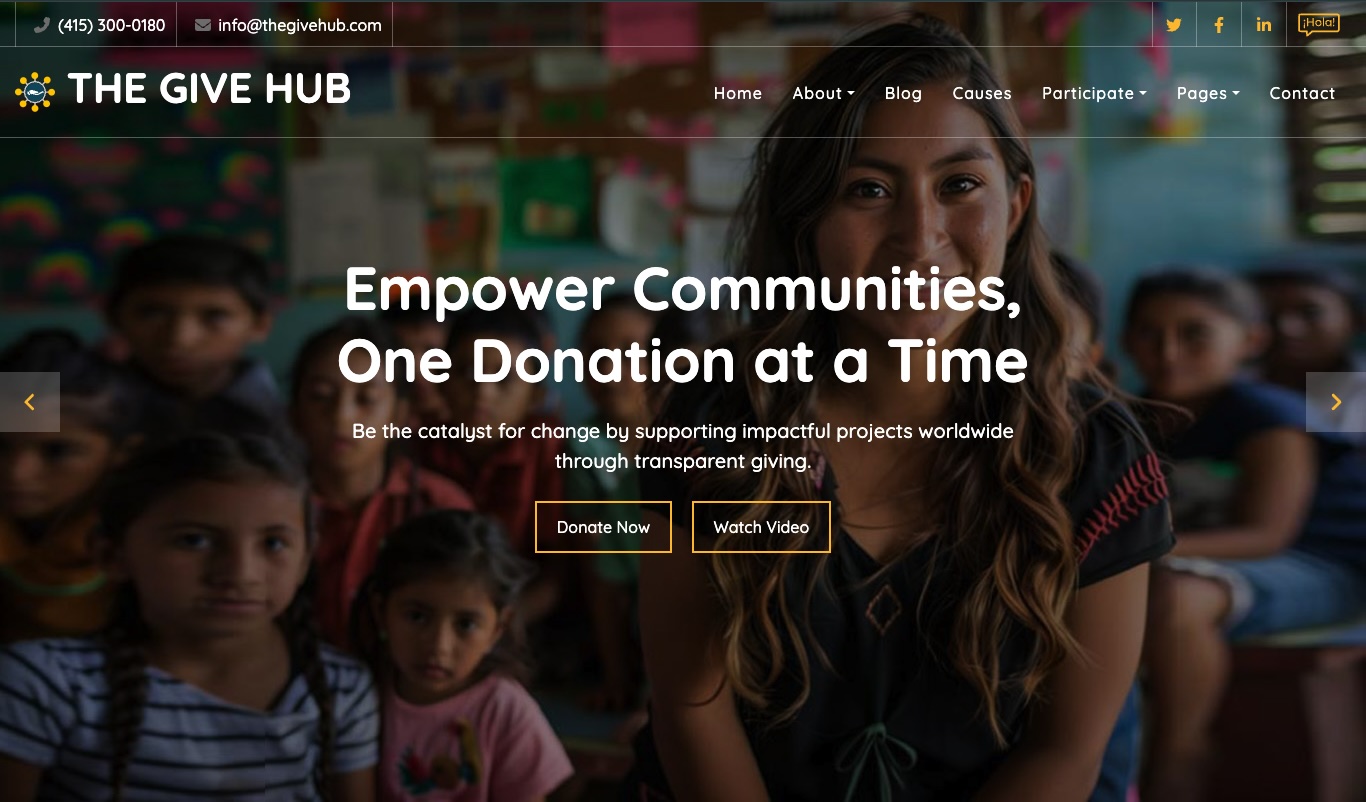 (415) 300-0180 info@thegivehub.com ¡Hola!
THE GIVE HUB
Home About Blog Causes Participate Pages Contact
Empower Communities,
One Donation at a Time
Be the catalyst for change by supporting impactful projects worldwide
through transparent giving.
Donate Now Watch Video